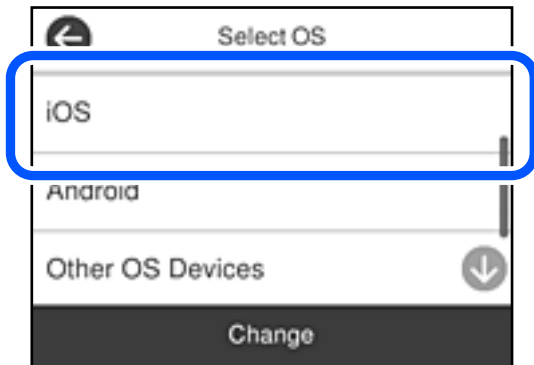 Select OS
iOS
Android
Other OS Devices
Change